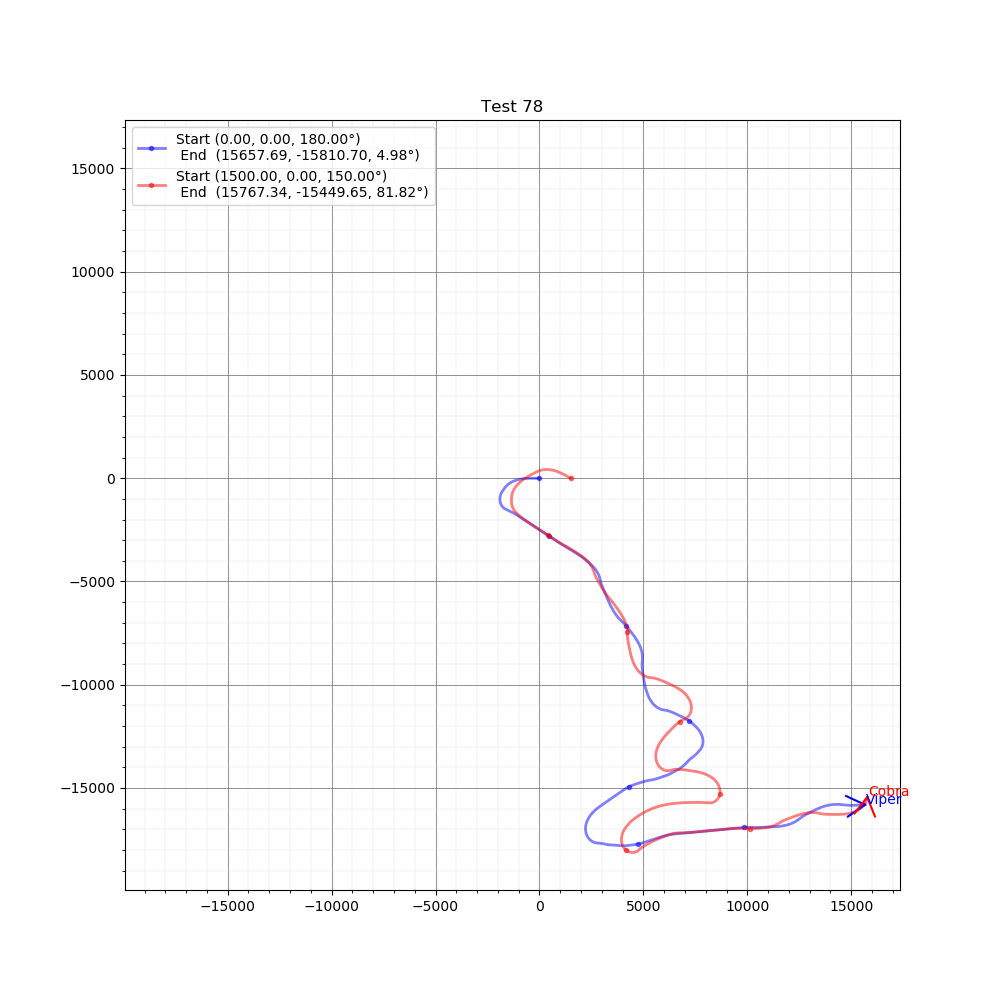 Test 78
Start (0.00, 0.00, 180.00°)
End (15657.69, -15810.70, 4.98°)
Start (1500.00, 0.00, 150.00°)
End (15767.34, -15449.65, 81.82°)
15000
10000
5000
0
−5000
−10000
−15000
Cobra
Viper
−15000 −10000 −5000 0 5000 10000 15000